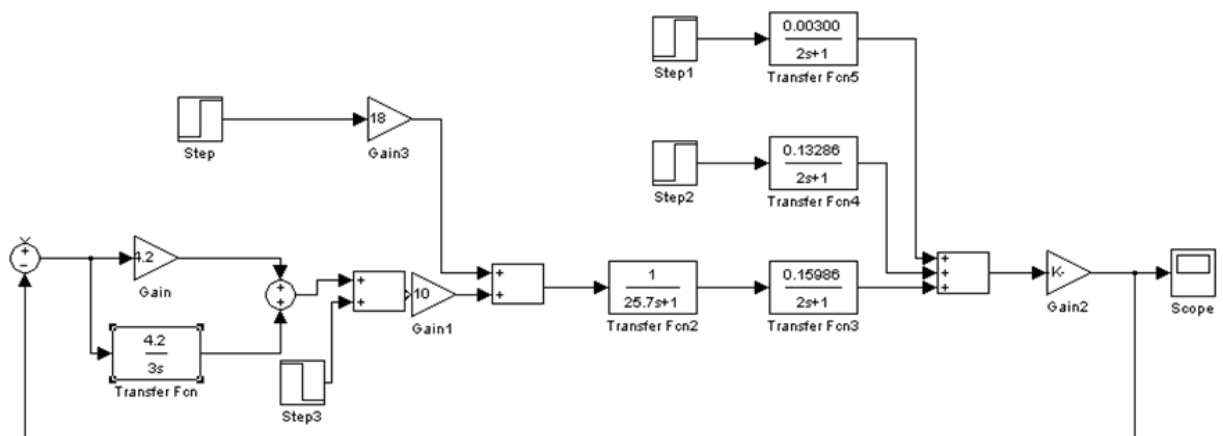 0.00300
2s+1
Step1
Transfer Fcn5
18
Step
Gain3
0.13286
2s+1
Step2
Transfer Fcn4
+
-
4.2
Gain
+
+
+
+
10
Gain1
+
+
1
25.7s+1
Transfer Fcn2
0.15986
2s+1
Transfer Fcn3
+
+
+
K-
Gain2
Scope
4.2
3s
Transfer Fcn
Step3